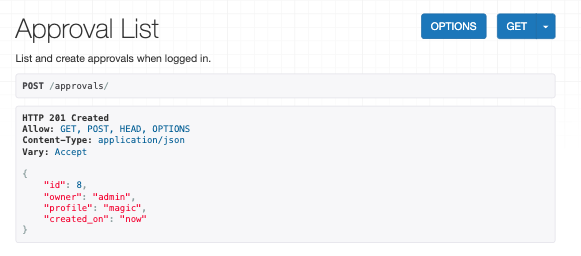 Approval List
OPTIONS
GET
List and create approvals when logged in.
POST /approvals/
HTTP 201 Created
Allow: GET, POST, HEAD, OPTIONS
Content-Type: application/json
Vary: Accept
{
    "id": 8,
    "owner": "admin",
    "profile": "magic",
    "created_on": "now"
}